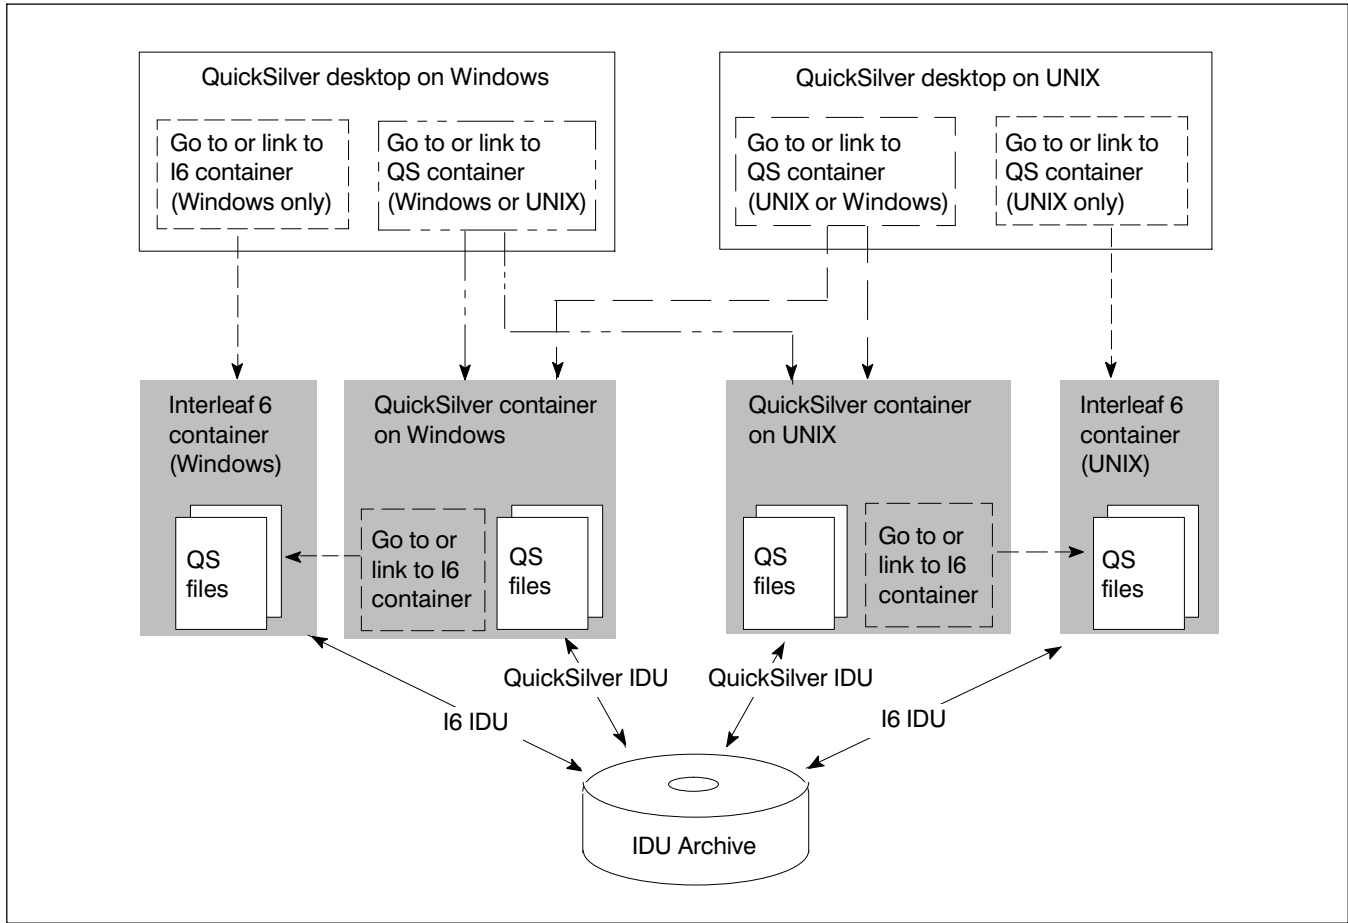 QuickSilver desktop on Windows
Go to or link to
I6 container
(Windows only)
Go to or link to
QS container
(Windows or UNIX)
QuickSilver desktop on UNIX
Go to or link to
QS container
(UNIX or Windows)
Go to or link to
QS container
(UNIX only)
Interleaf 6
container
(Windows)
QS
files
QuickSilver container
on Windows
Go to or
link to I6
container
QS
files
QuickSilver container
on UNIX
QS
files
Go to or
link to I6
container
Interleaf 6
container
(UNIX)
QS
files
QuickSilver IDU
QuickSilver IDU
I6 IDU
I6 IDU
IDU Archive